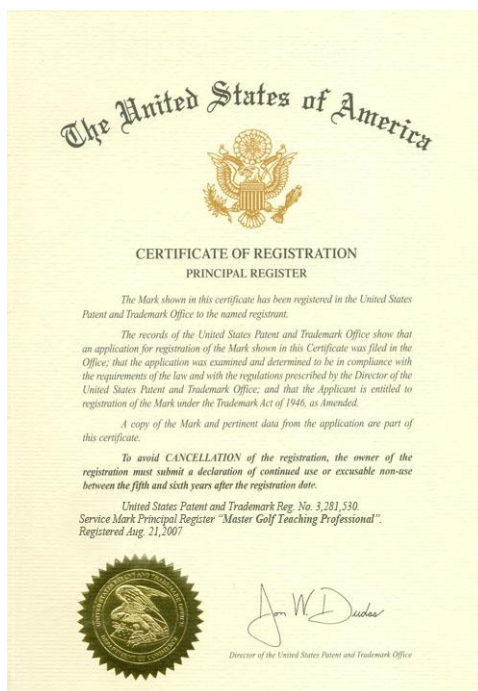 The United States of America
CERTIFICATE OF REGISTRATION
PRINCIPAL REGISTER
The Mark shown in this certificate has been registered in the United States
Patent and Trademark Office to the named registrant.
The records of the United States Patent and Trademark Office show that
an application for registration of the Mark shown in this Certificate was filed in the
Office; that the application was examined and determined to be in compliance with
the requirements of the law and with the regulations prescribed by the Director of the
United States Patent and Trademark Office; and that the Applicant is entitled to
registration of the Mark under the Trademark Act of 1946, as Amended.
A copy of the Mark and pertinent data from the application are part of
this certificate.
To avoid CANCELLATION of the registration, the owner of the
registration must submit a declaration of continued use or excusable non-use
between the fifth and sixth years after the registration date.
United States Patent and Trademark Reg. No. 3,281,530.
Service Mark Principal Register "Master Golf Teaching Professional".
Registered Aug. 21,2007
UNITED STATES PATENT AND TRADEMARK OFFICE
DEPARTMENT OF COMMERCE
Jon W. Dudas
Director of the United States Patent and Trademark Office